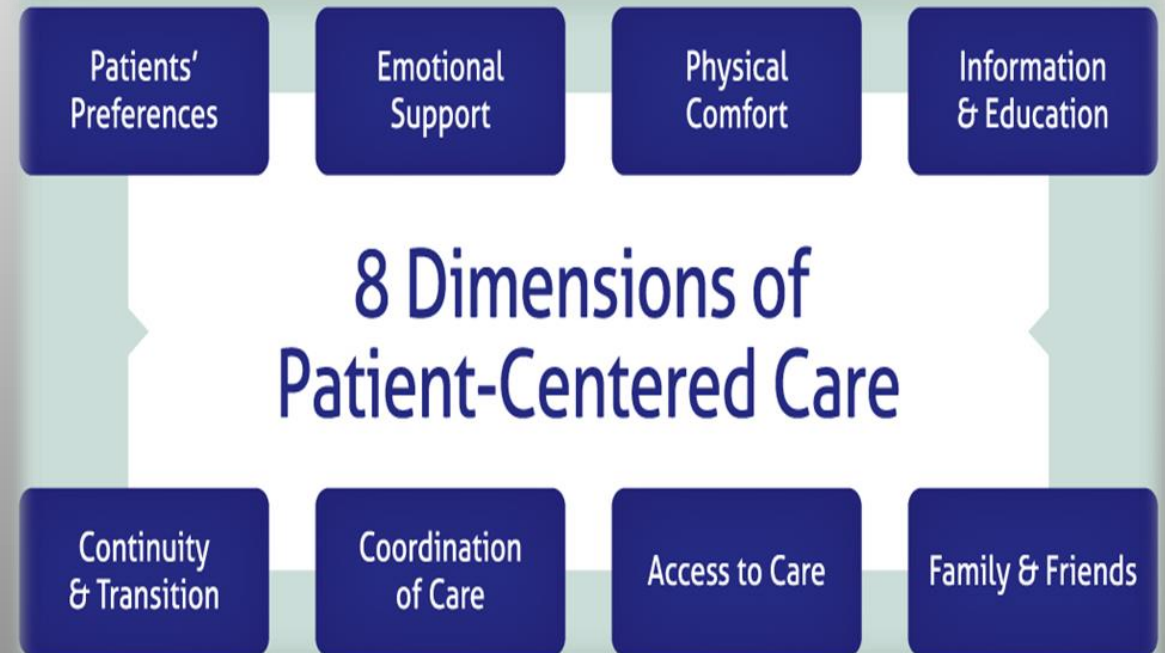 Patients'
Preferences
Emotional
Support
Physical
Comfort
Information
& Education
8 Dimensions of
Patient-Centered Care
Continuity
& Transition
Coordination
of Care
Access to Care
Family & Friends